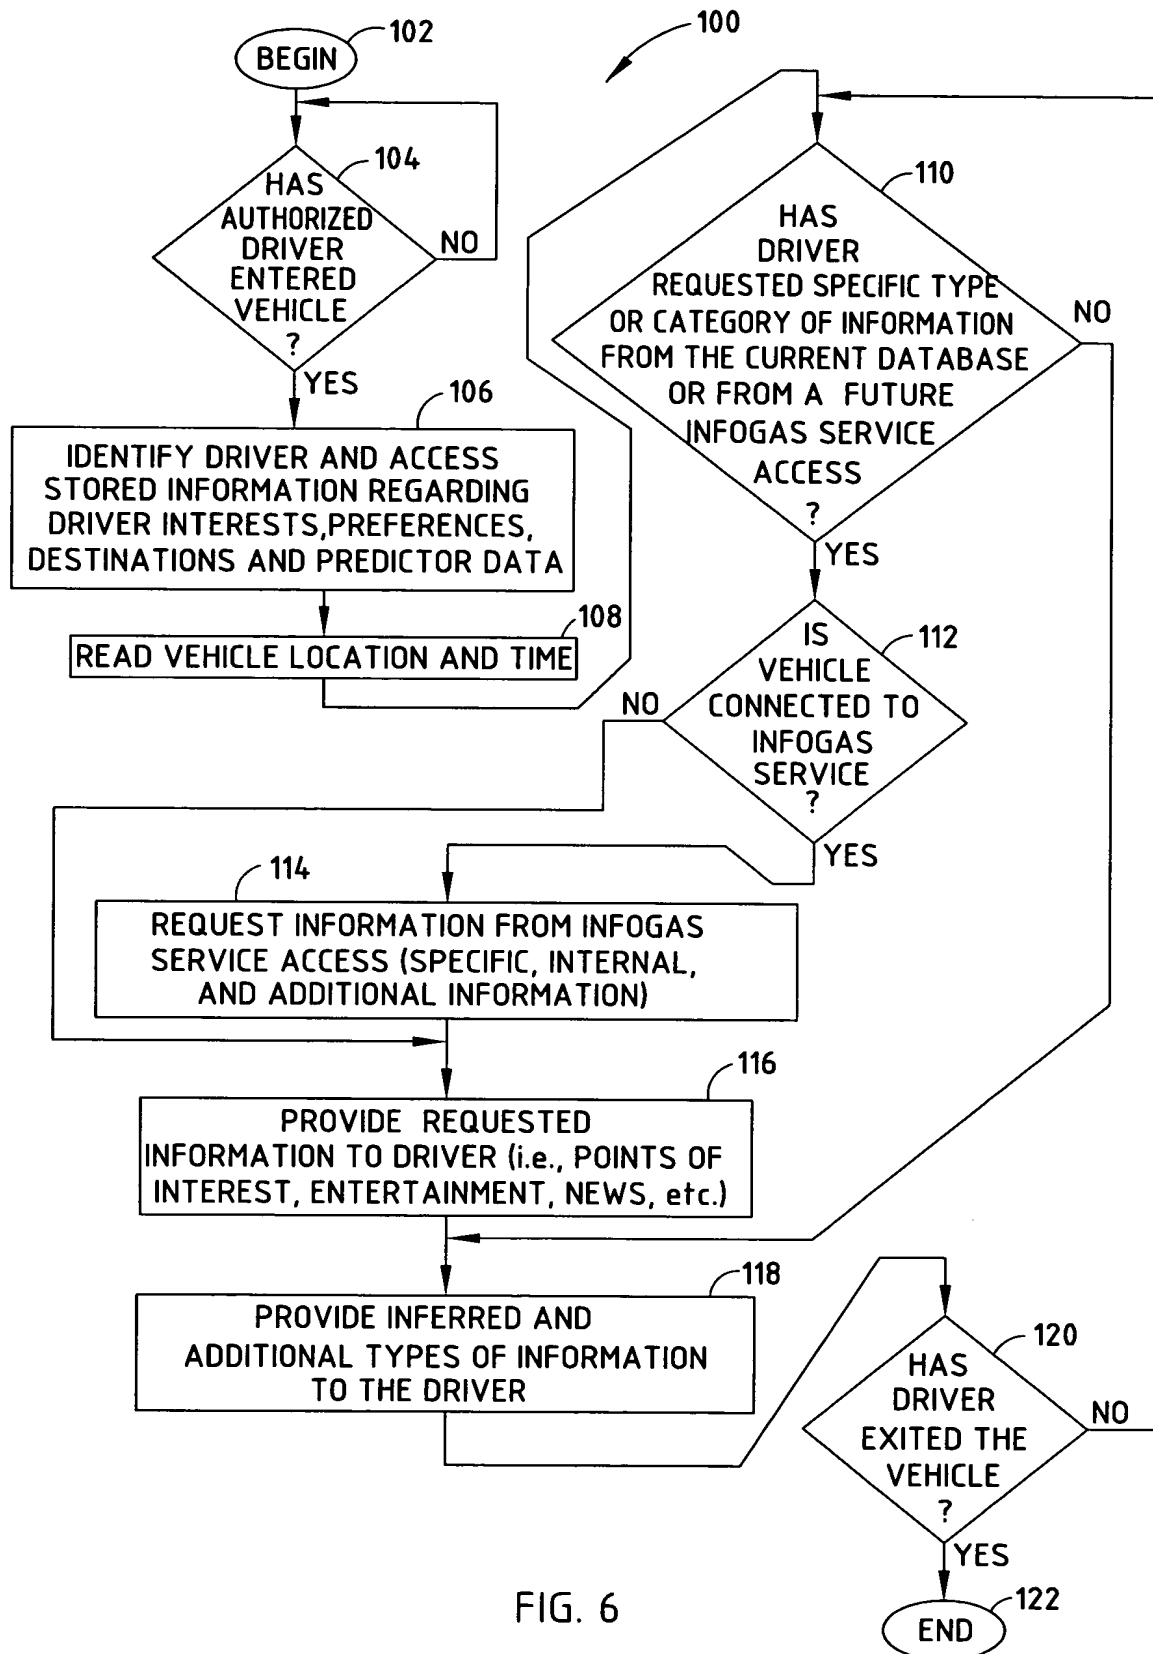 BEGIN
102
100
HAS
AUTHORIZED
DRIVER
ENTERED
VEHICLE
?
104
NO
YES
106
IDENTIFY DRIVER AND ACCESS
STORED INFORMATION REGARDING
DRIVER INTERESTS, PREFERENCES,
DESTINATIONS AND PREDICTOR DATA
108
READ VEHICLE LOCATION AND TIME
110
HAS
DRIVER
REQUESTED SPECIFIC TYPE
OR CATEGORY OF INFORMATION
FROM THE CURRENT DATABASE
OR FROM A FUTURE
INFOGAS SERVICE
ACCESS
?
NO
YES
112
IS
VEHICLE
CONNECTED TO
INFOGAS
SERVICE
?
NO
YES
114
REQUEST INFORMATION FROM INFOGAS
SERVICE ACCESS (SPECIFIC, INTERNAL,
AND ADDITIONAL INFORMATION)
116
PROVIDE REQUESTED
INFORMATION TO DRIVER (i.e., POINTS OF
INTEREST, ENTERTAINMENT, NEWS, etc.)
118
PROVIDE INFERRED AND
ADDITIONAL TYPES OF INFORMATION
TO THE DRIVER
120
HAS
DRIVER
EXITED THE
VEHICLE
?
NO
YES
END
122
FIG. 6